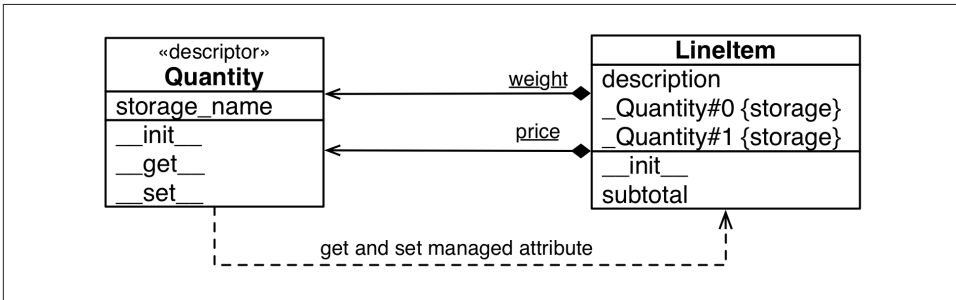 «descriptor»
Quantity
storage_name
__init__
__get__
__set__
weight
price
LineItem
description
_Quantity#0 {storage}
_Quantity#1 {storage}
__init__
subtotal
get and set managed attribute